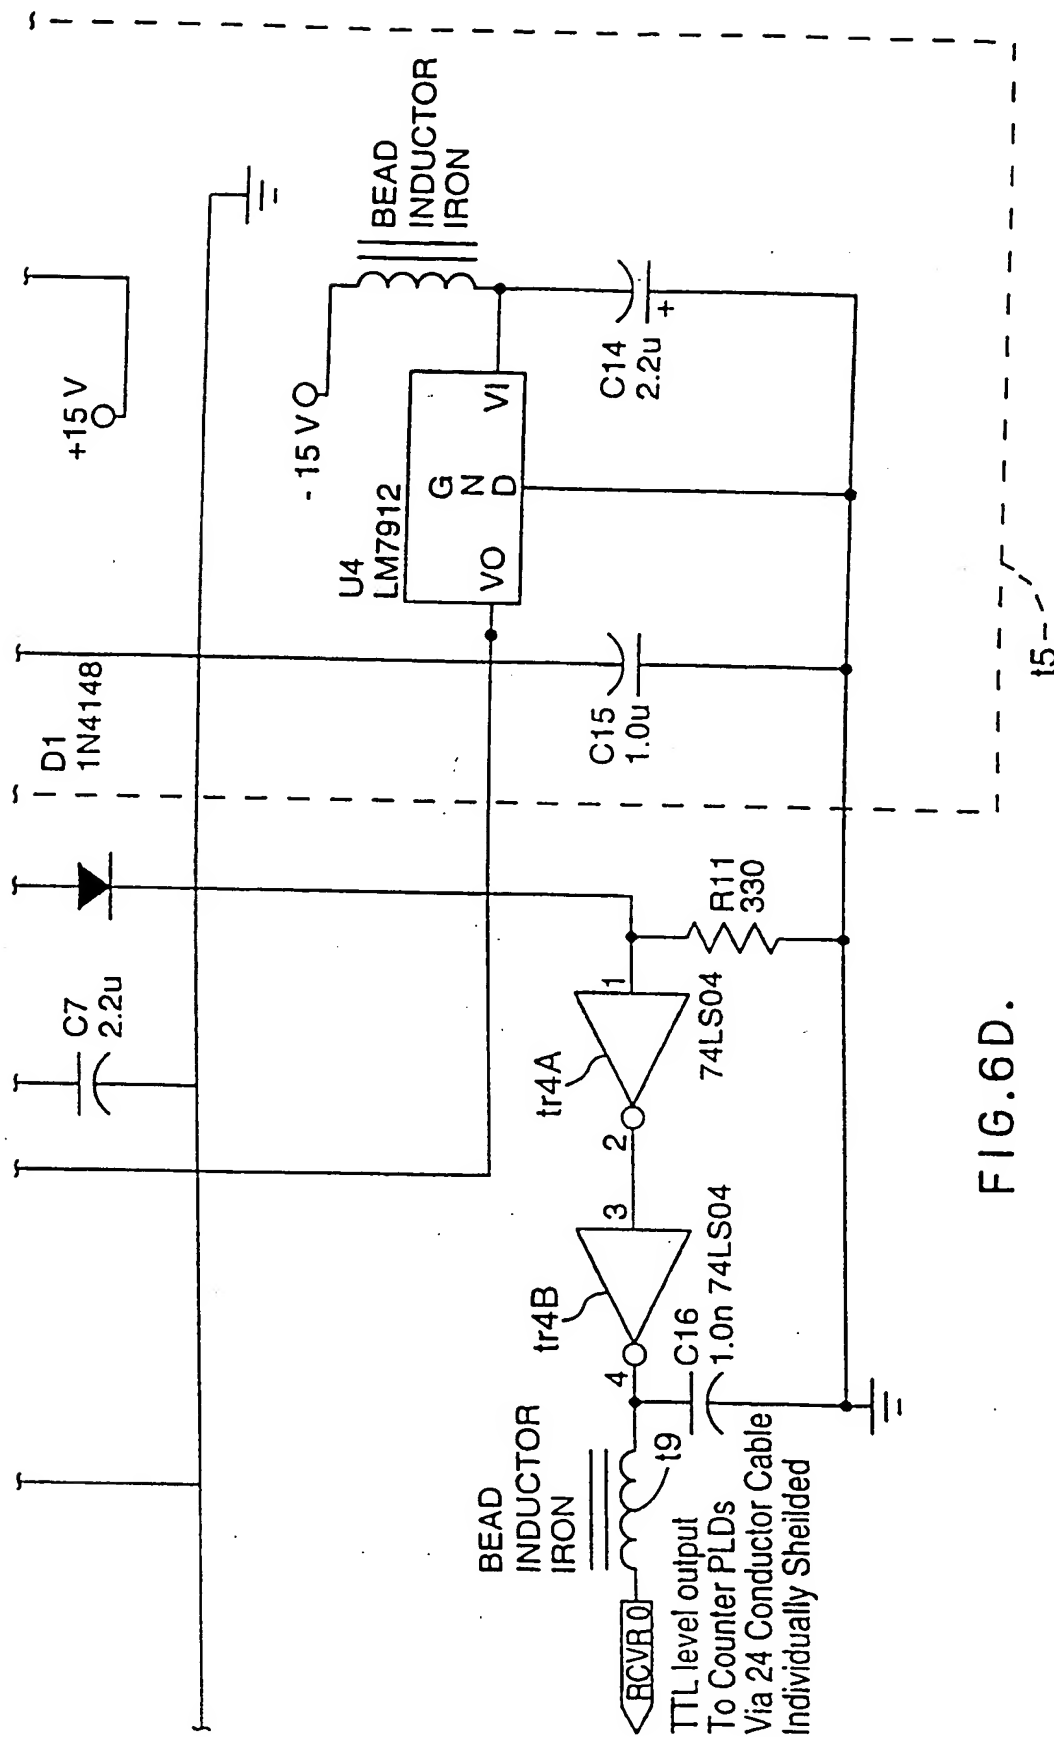 +15 V
- 15 V
BEAD
INDUCTOR
IRON
D1
1N4148
U4
LM7912
VO
G
N
D
VI
C14
2.2u
+
C15
1.0u
C7
2.2u
R11
330
tr4A
1
2
74LS04
tr4B
3
4
74LS04
C16
1.0n
BEAD
INDUCTOR
IRON
t9
RCVR 0
TTL level output
To Counter PLDs
Via 24 Conductor Cable
Individually Sheilded
t5
FIG.6D.